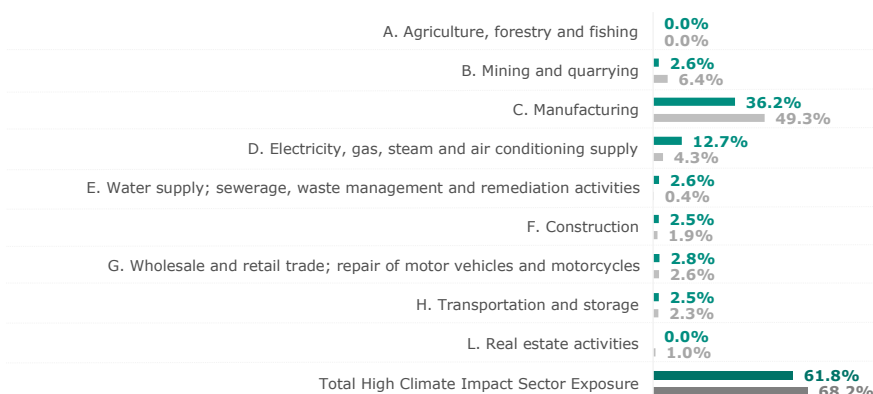 A. Agriculture, forestry and fishing
0.0%
0.0%
B. Mining and quarrying
2.6%
6.4%
C. Manufacturing
36.2%
49.3%
D. Electricity, gas, steam and air conditioning supply
12.7%
4.3%
E. Water supply; sewerage, waste management and remediation activities
2.6%
0.4%
F. Construction
2.5%
1.9%
G. Wholesale and retail trade; repair of motor vehicles and motorcycles
2.8%
2.6%
H. Transportation and storage
2.5%
2.3%
L. Real estate activities
0.0%
1.0%
Total High Climate Impact Sector Exposure
61.8%
68.2%